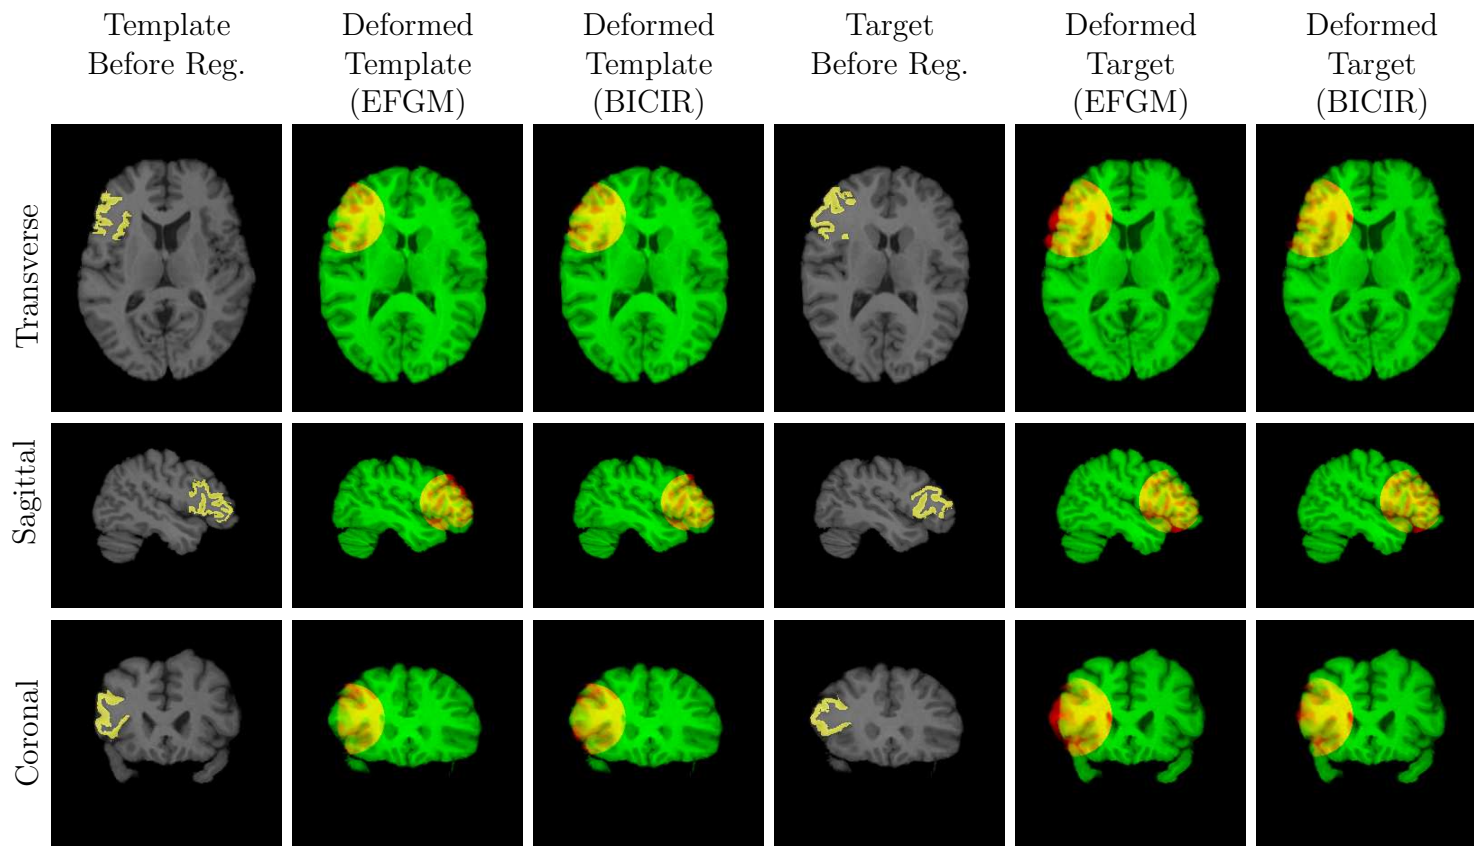 Template
Before Reg.
Deformed
Template
(EFGM)
Deformed
Template
(BICIR)
Target
Before Reg.
Deformed
Target
(EFGM)
Deformed
Target
(BICIR)
Transverse
Sagittal
Coronal